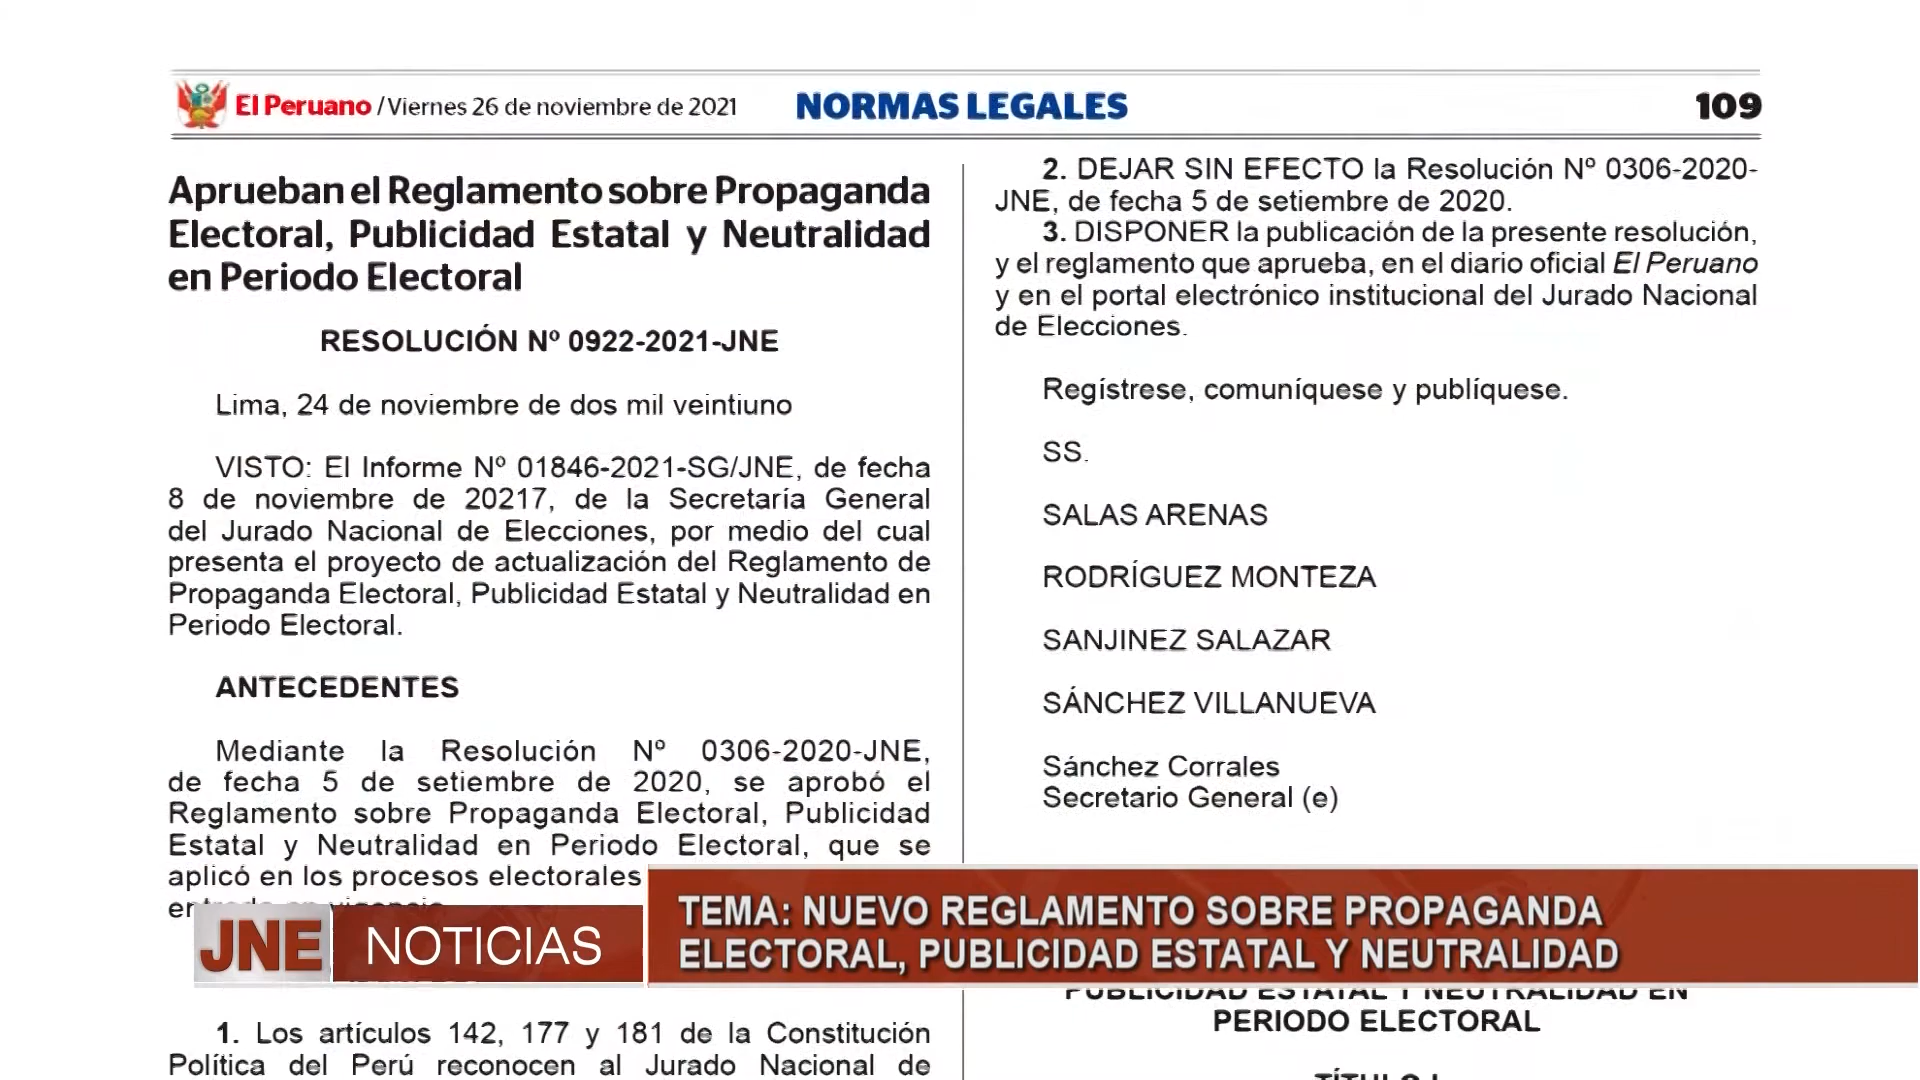 El Peruano / Viernes 26 de noviembre de 2021
NORMAS LEGALES
109
Aprueban el Reglamento sobre Propaganda
Electoral, Publicidad Estatal y Neutralidad
en Periodo Electoral
RESOLUCIÓN Nº 0922-2021-JNE
Lima, 24 de noviembre de dos mil veintiuno
VISTO: El Informe Nº 01846-2021-SG/JNE, de fecha
8 de noviembre de 20217, de la Secretaría General
del Jurado Nacional de Elecciones, por medio del cual
presenta el proyecto de actualización del Reglamento de
Propaganda Electoral, Publicidad Estatal y Neutralidad en
Periodo Electoral.
ANTECEDENTES
Mediante la Resolución Nº 0306-2020-JNE,
de fecha 5 de setiembre de 2020, se aprobó el
Reglamento sobre Propaganda Electoral, Publicidad
Estatal y Neutralidad en Periodo Electoral, que se
aplicó en los procesos electorales
1. Los artículos 142, 177 y 181 de la Constitución
Política del Perú reconocen al Jurado Nacional de
2. DEJAR SIN EFECTO la Resolución Nº 0306-2020-
JNE, de fecha 5 de setiembre de 2020.
3. DISPONER la publicación de la presente resolución,
y el reglamento que aprueba, en el diario oficial El Peruano
y en el portal electrónico institucional del Jurado Nacional
de Elecciones.
Regístrese, comuníquese y publíquese.
SS.
SALAS ARENAS
RODRÍGUEZ MONTEZA
SANJINEZ SALAZAR
SÁNCHEZ VILLANUEVA
Sánchez Corrales
Secretario General (e)
PUBLICIDAD ESTATAL Y NEUTRALIDAD EN
PERIODO ELECTORAL
TÍTULO I
JNE NOTICIAS
TEMA: NUEVO REGLAMENTO SOBRE PROPAGANDA
ELECTORAL, PUBLICIDAD ESTATAL Y NEUTRALIDAD